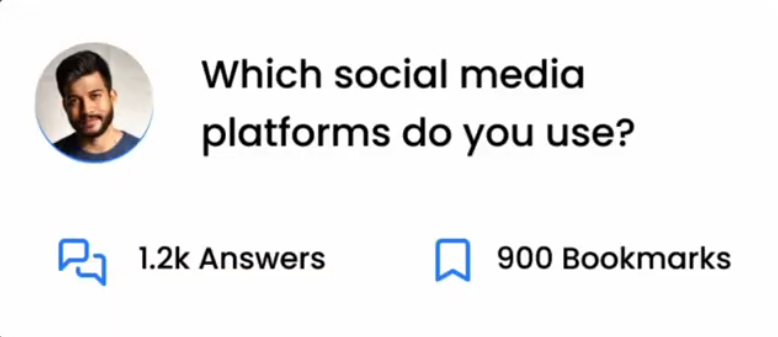 Which social media
platforms do you use?
1.2k Answers
900 Bookmarks